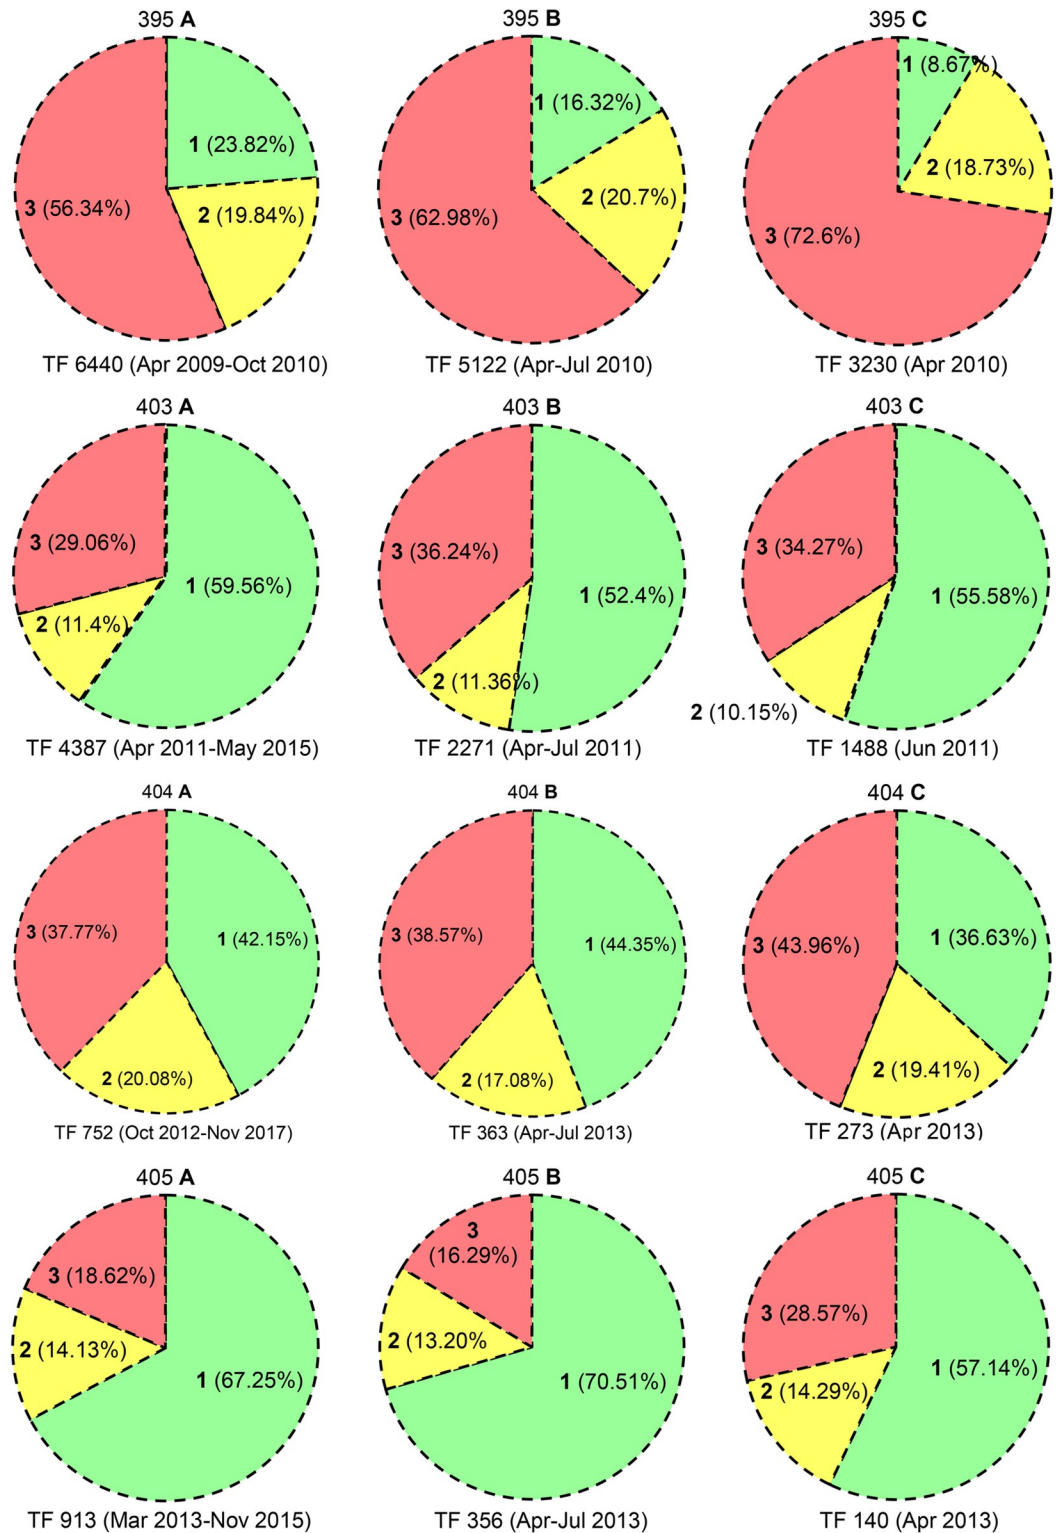 395 A
1 (23.82%)
2 (19.84%)
3 (56.34%)
TF 6440 (Apr 2009-Oct 2010)
395 B
1 (16.32%)
2 (20.7%)
3 (62.98%)
TF 5122 (Apr-Jul 2010)
395 C
1 (8.67%)
2 (18.73%)
3 (72.6%)
TF 3230 (Apr 2010)
403 A
3 (29.06%)
1 (59.56%)
2 (11.4%)
TF 4387 (Apr 2011-May 2015)
403 B
3 (36.24%)
1 (52.4%)
2 (11.36%)
TF 2271 (Apr-Jul 2011)
403 C
3 (34.27%)
1 (55.58%)
2 (10.15%)
TF 1488 (Jun 2011)
404 A
3 (37.77%)
1 (42.15%)
2 (20.08%)
TF 752 (Oct 2012-Nov 2017)
404 B
3 (38.57%)
1 (44.35%)
2 (17.08%)
TF 363 (Apr-Jul 2013)
404 C
3 (43.96%)
1 (36.63%)
2 (19.41%)
TF 273 (Apr 2013)
405 A
3 (18.62%)
2 (14.13%)
1 (67.25%)
TF 913 (Mar 2013-Nov 2015)
405 B
3
(16.29%)
2 (13.20%
1 (70.51%)
TF 356 (Apr-Jul 2013)
405 C
3 (28.57%)
1 (57.14%)
2 (14.29%)
TF 140 (Apr 2013)